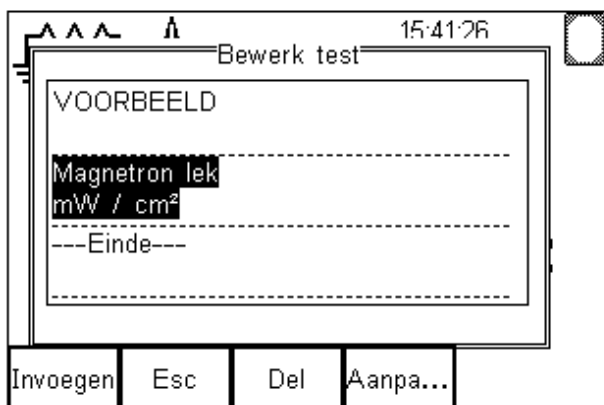 15:41:26
Bewerk test
VOORBEELD
Magnetron lek
mW / cm²
---Einde---
Invoegen Esc Del Aanpa...